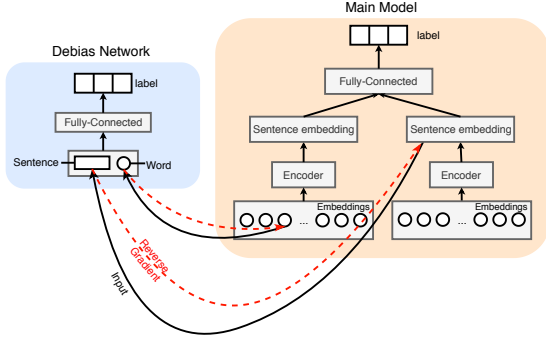 Main Model
Debias Network
label
label
Fully-Connected
Fully-Connected
Sentence embedding
Sentence embedding
Sentence
Word
Encoder
Encoder
Embeddings
Embeddings
...
...
Reverse
Gradient
Input